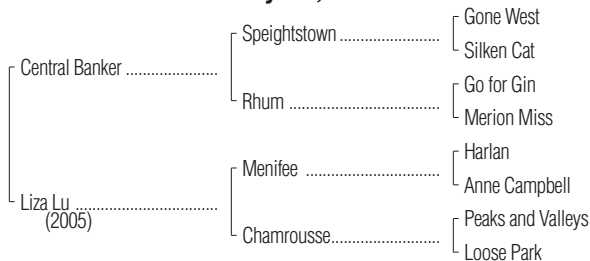 Gone West
Speightstown
Silken Cat
Central Banker
Go for Gin
Rhum
Merion Miss
Harlan
Menifee
Anne Campbell
Liza Lu
(2005)
Peaks and Valleys
Chamrousse
Loose Park